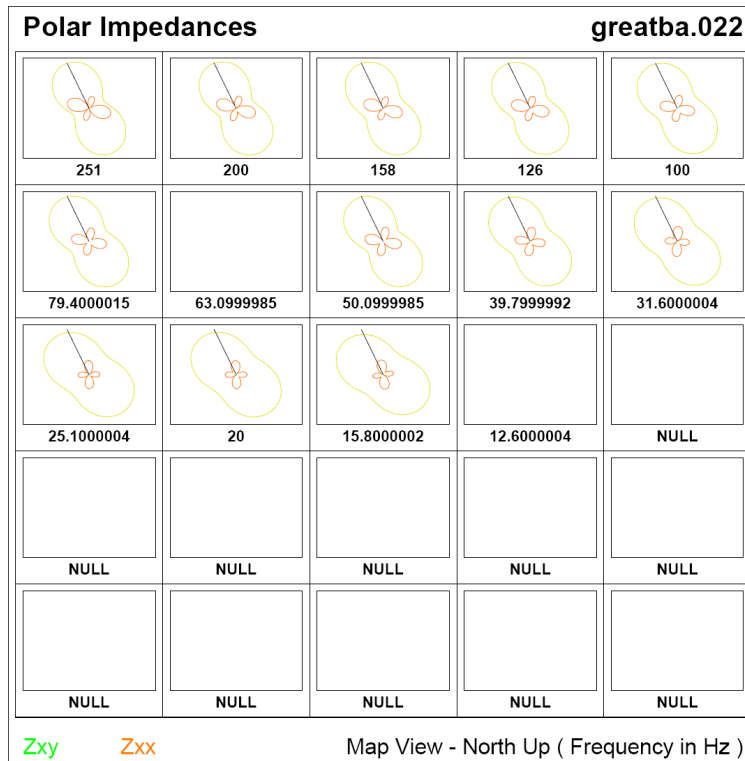 Polar Impedances greatba.022
251 200 158 126 100
79.4000015 63.0999985 50.0999985 39.7999992 31.6000004
25.1000004 20 15.8000002 12.6000004 NULL
NULL NULL NULL NULL NULL
NULL NULL NULL NULL NULL
Zxy Zxx Map View - North Up ( Frequency in Hz )